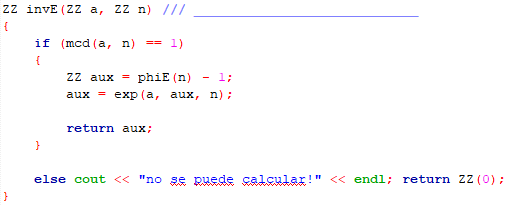 ZZ invE(ZZ a, ZZ n) /// ____________________________
{
if (mcd(a, n) == 1)
{
ZZ aux = phiE(n) - 1;
aux = exp(a, aux, n);
return aux;
}
else cout << "no se puede calcular!" << endl; return ZZ(0);
}